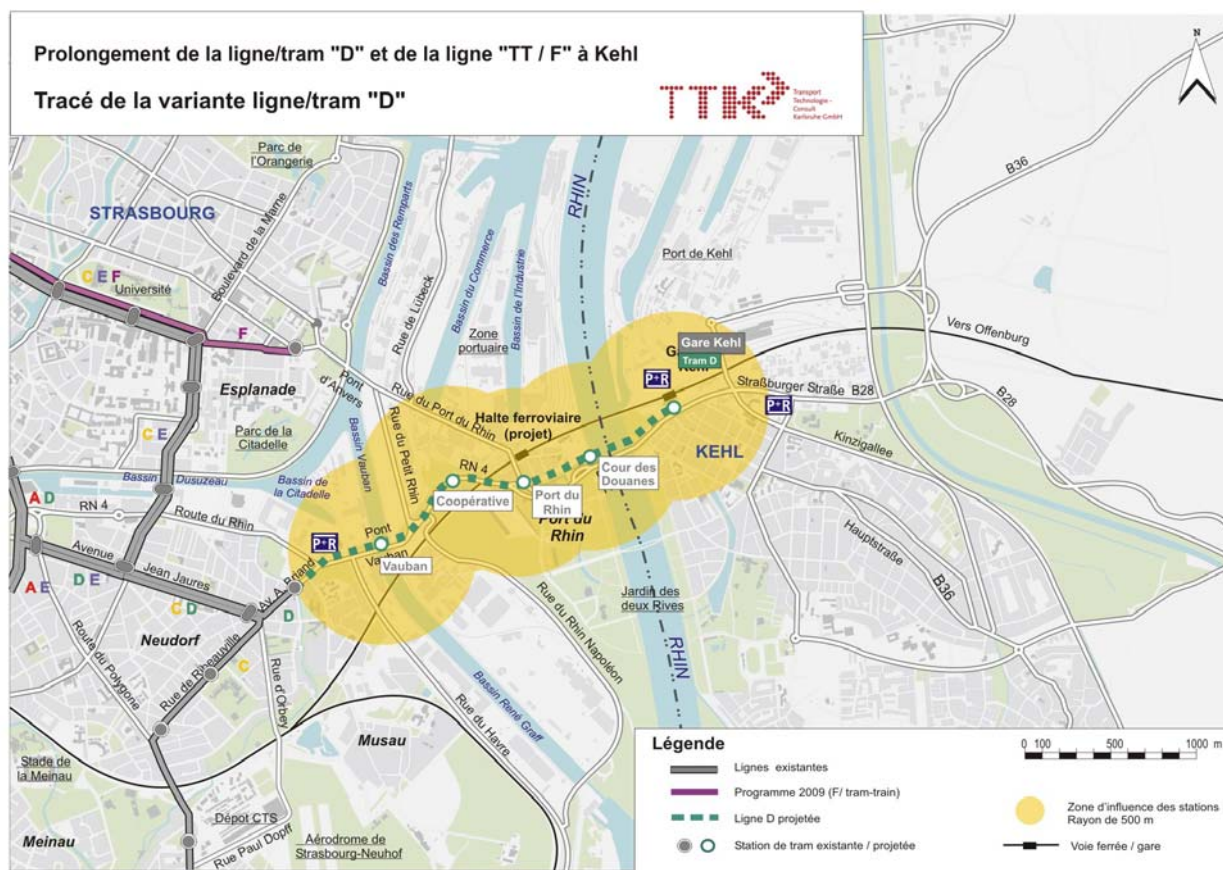 Prolongement de la ligne/tram "D" et de la ligne "TT / F" à Kehl
Tracé de la variante ligne/tram "D"
TTK
Transport
Technologie -
Consult
Karlsruhe GmbH
N
Parc de
l'Orangerie
STRASBOURG
Boulevard de la Marne
Bassin des Remparts
Rue de Lübeck
Bassin du Commerce
Bassin de l'Industrie
RHIN
Port de Kehl
B36
B36
C E F
Université
F
Esplanade
Pont
d'Anvers
Zone
portuaire
Rue du Port du Rhin
Gare Kehl
Tram D
Kehl
P+R
Vers Offenburg
Straßburger Straße B28
B28
P+R
Kinzigallee
C E
Parc de la
Citadelle
Halte ferroviaire
(projet)
Rue du Petit Rhin
Bassin Vauban
KEHL
RN 4
Coopérative
Port du
Rhin
Cour des
Douanes
Port du
Rhin
Bassin Dusuzeau
Bassin de
la Citadelle
A D
RN 4
Route du Rhin
P+R
Pont
Vauban
Vauban
Hauptstraße
B36
Avenue
Jean Jaures
A E
D E
C D
Av. A. Briand
D
Neudorf
Route du Polygone
Rue de Ribeauville
C
Rue d'Orbey
Jardin des
deux Rives
RHIN
Rue du Rhin Napoléon
Bassin René Graff
Rue du Havre
Musau
Stade de
la Meinau
Meinau
Dépôt CTS
Rue Paul Dopff
Aérodrome de
Strasbourg-Neuhof
Légende
Lignes existantes
Programme 2009 (F/ tram-train)
Ligne D projetée
Station de tram existante / projetée
0 100 500 1000 m
Zone d'influence des stations
Rayon de 500 m
Voie ferrée / gare